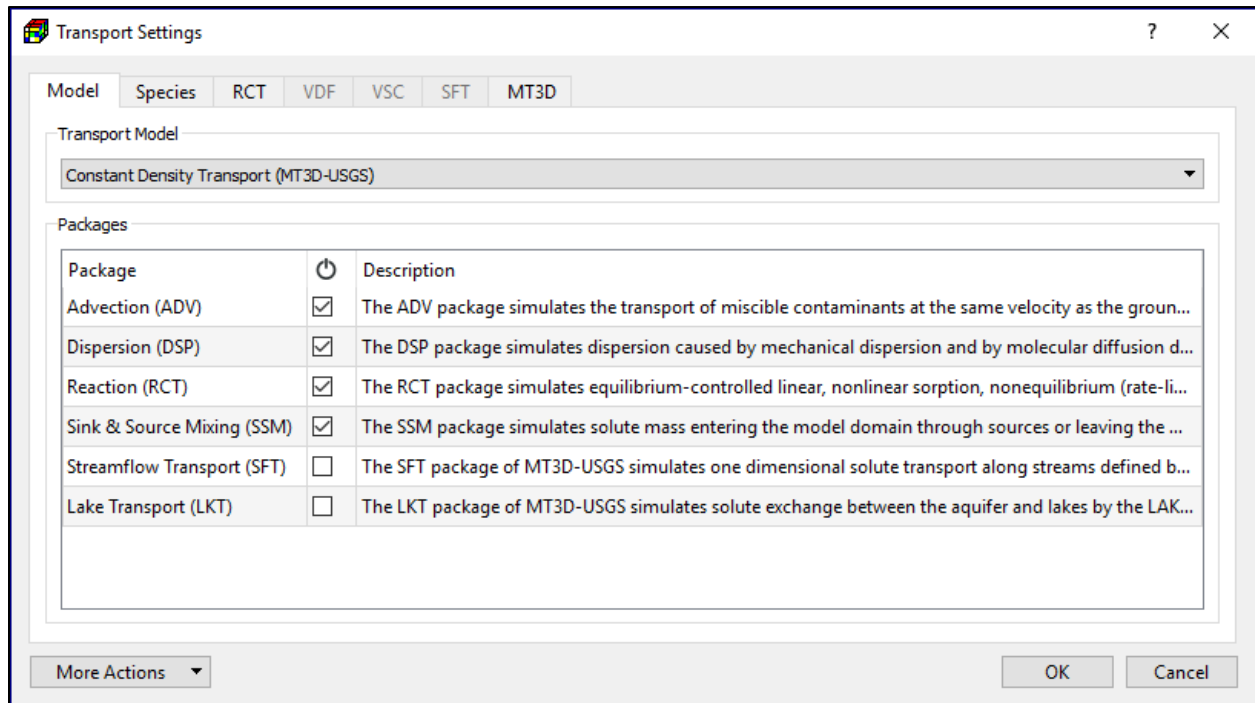 Transport Settings
?
Model Species RCT VDF VSC SFT MT3D
Transport Model
Constant Density Transport (MT3D-USGS)
Packages
Package Description
Advection (ADV) The ADV package simulates the transport of miscible contaminants at the same velocity as the groun...
Dispersion (DSP) The DSP package simulates dispersion caused by mechanical dispersion and by molecular diffusion d...
Reaction (RCT) The RCT package simulates equilibrium-controlled linear, nonlinear sorption, nonequilibrium (rate-li...
Sink & Source Mixing (SSM) The SSM package simulates solute mass entering the model domain through sources or leaving the ...
Streamflow Transport (SFT) The SFT package of MT3D-USGS simulates one dimensional solute transport along streams defined b...
Lake Transport (LKT) The LKT package of MT3D-USGS simulates solute exchange between the aquifer and lakes by the LAK...
More Actions OK Cancel